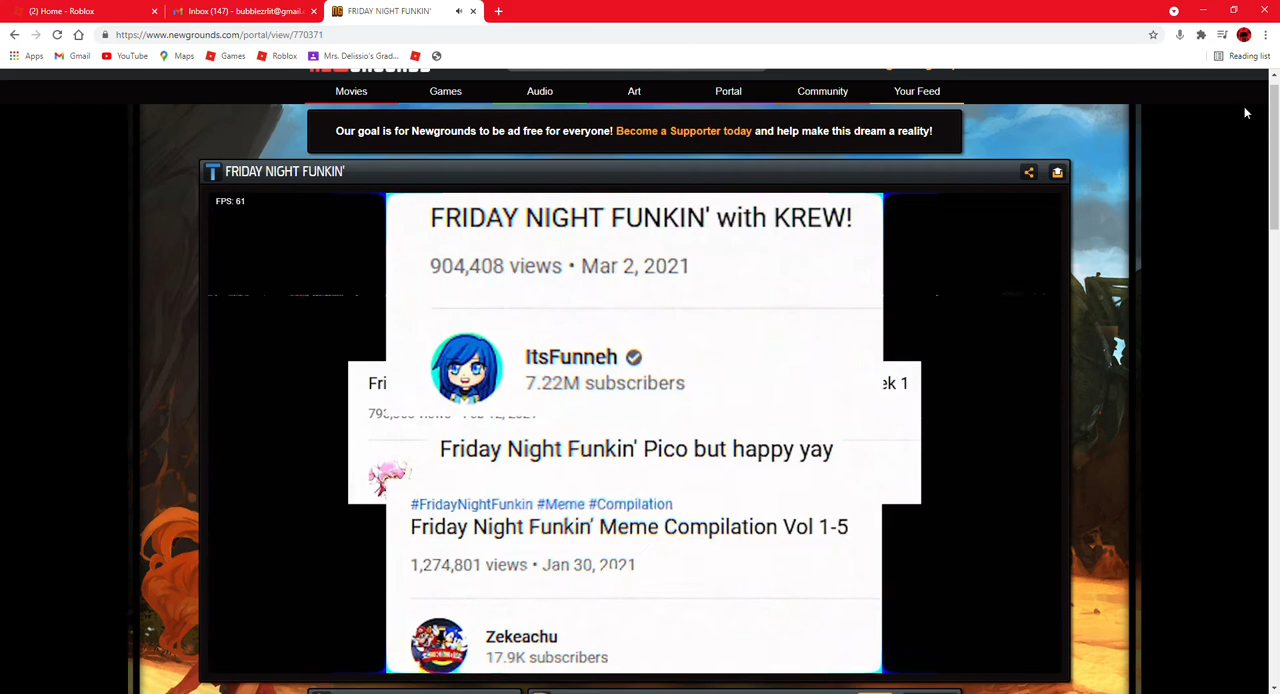 (2) Home - Roblox
Inbox (147) - bubblezrlit@gmail.
FRIDAY NIGHT FUNKIN'
https://www.newgrounds.com/portal/view/770371
Apps Gmail YouTube Maps Games Roblox Mrs. Delissio's Grad... Reading list
Movies Games Audio Art Portal Community Your Feed
Our goal is for Newgrounds to be ad free for everyone! Become a Supporter today and help make this dream a reality!
FRIDAY NIGHT FUNKIN'
FPS: 61
FRIDAY NIGHT FUNKIN' with KREW!
904,408 views • Mar 2, 2021
ItsFunneh
7.22M subscribers
Fri ek 1
Friday Night Funkin' Pico but happy yay
#FridayNightFunkin #Meme #Compilation
Friday Night Funkin' Meme Compilation Vol 1-5
1,274,801 views • Jan 30, 2021
Zekeachu
17.9K subscribers